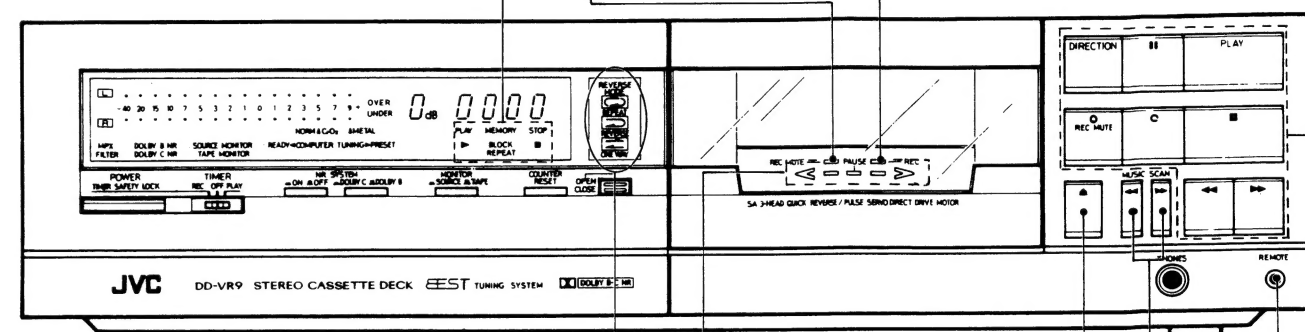 DIRECTION
PLAY
REVERSE MODE
L
-40 20 15 10 7 5 3 2 1 0 1 2 3 5 7 9 + OVER
UNDER
0 dB
0000
REPEAT
R
NORM & CrO₂ & METAL
PLAY MEMORY STOP
REC MUTE
MPX DOLBY B NR SOURCE MONITOR READY◄COMPUTER TUNING►PRESET BLOCK
FILTER DOLBY C NR TAPE MONITOR REPEAT
ONE WAY
REC MUTE PAUSE REC
POWER TIMER NR SYSTEM MONITOR COUNTER
TIMER SAFETY LOCK REC OFF PLAY ON OFF DOLBY C DOLBY B SOURCE TAPE RESET
OPEN
CLOSE
MUSIC SCAN
SA 3-HEAD QUICK REVERSE / PULSE SERVO DIRECT DRIVE MOTOR
PHONES
REMOTE
JVC DD-VR9 STEREO CASSETTE DECK BEST TUNING SYSTEM DOLBY B-C NR